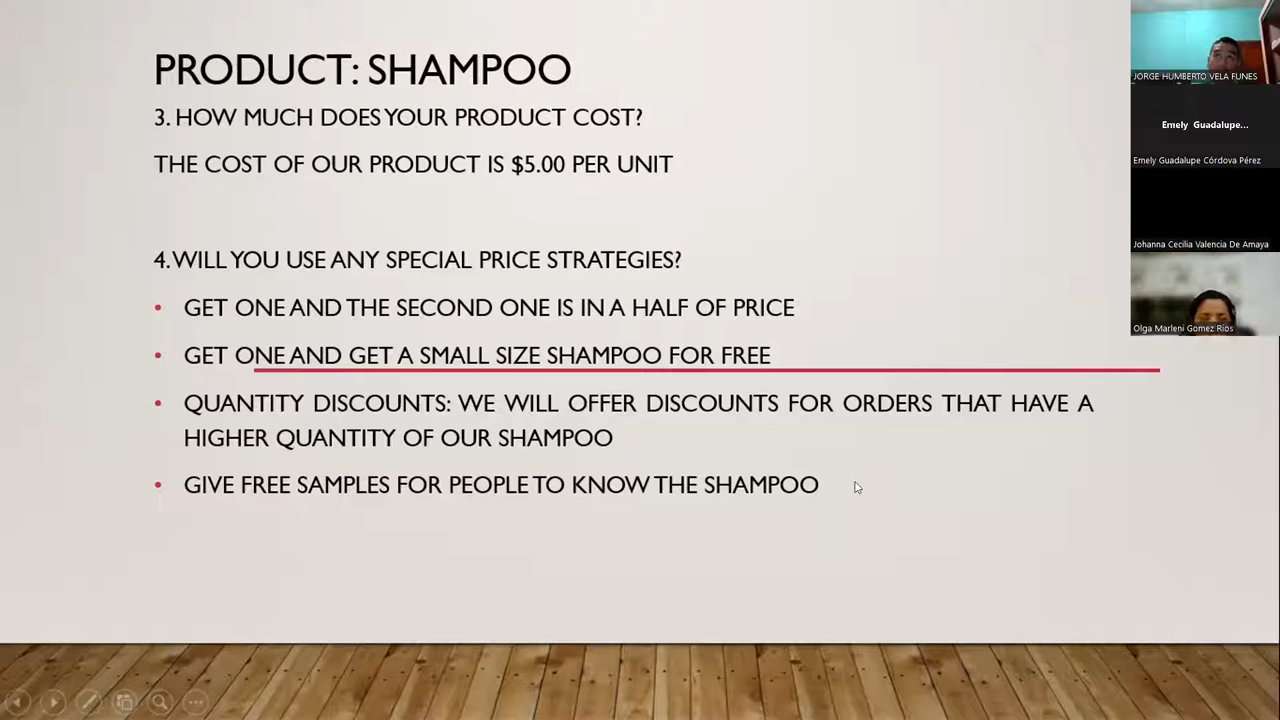 PRODUCT: SHAMPOO
3. HOW MUCH DOES YOUR PRODUCT COST?
THE COST OF OUR PRODUCT IS $5.00 PER UNIT
4. WILL YOU USE ANY SPECIAL PRICE STRATEGIES?
• GET ONE AND THE SECOND ONE IS IN A HALF OF PRICE
• GET ONE AND GET A SMALL SIZE SHAMPOO FOR FREE
• QUANTITY DISCOUNTS: WE WILL OFFER DISCOUNTS FOR ORDERS THAT HAVE A
HIGHER QUANTITY OF OUR SHAMPOO
• GIVE FREE SAMPLES FOR PEOPLE TO KNOW THE SHAMPOO
JORGE HUMBERTO VELA FUNES
Emely Guadalupe...
Emely Guadalupe Córdova Pérez
Johanna Cecilia Valencia De Amaya
Olga Marleni Gomez Rios